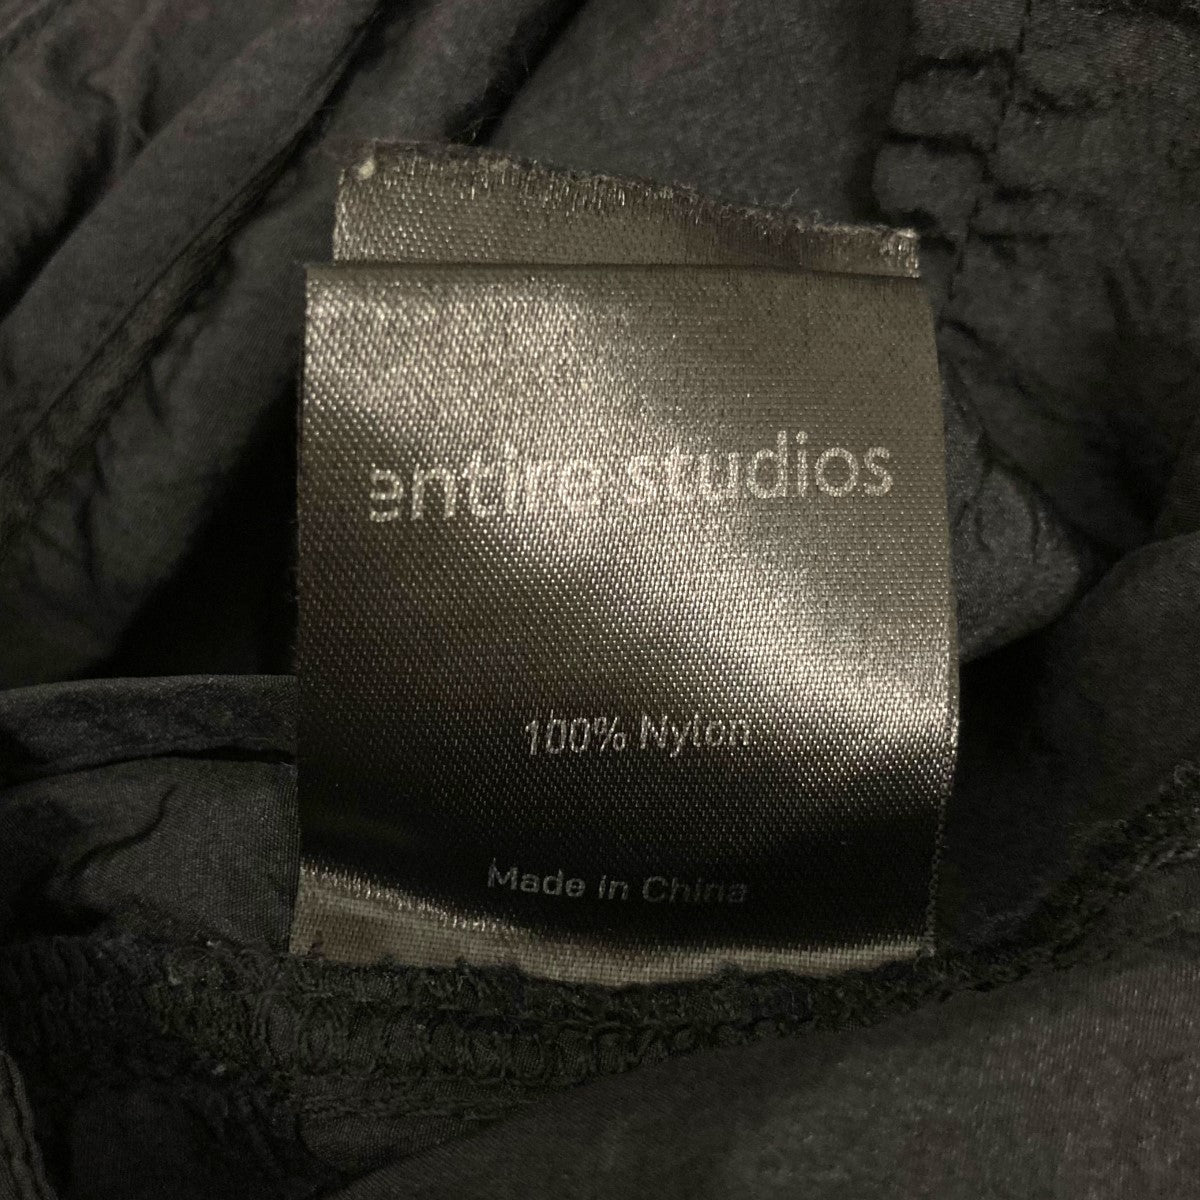 entire studios
100% Nylon
Made in China